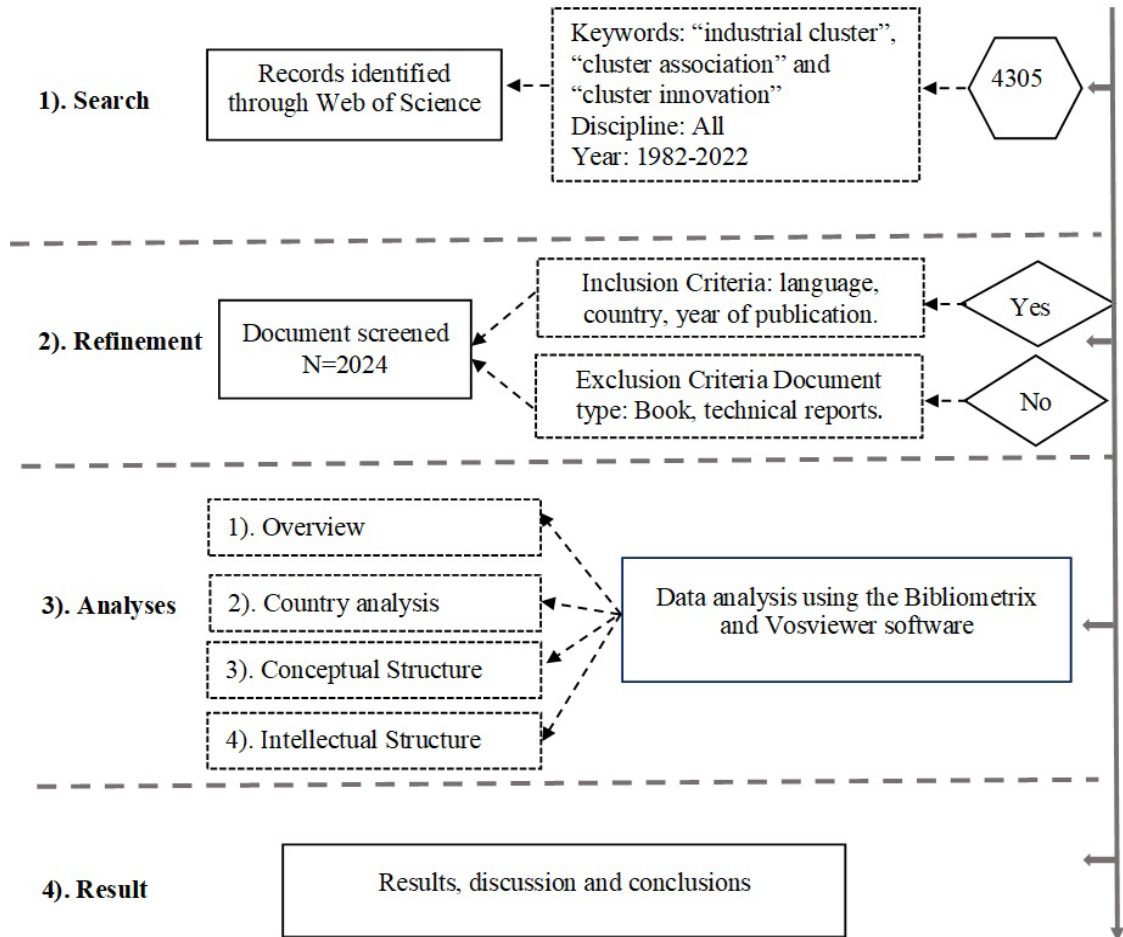 1). Search
Records identified
through Web of Science
Keywords: “industrial cluster”,
“cluster association” and
“cluster innovation”
Discipline: All
Year: 1982-2022
4305
2). Refinement
Document screened
N=2024
Inclusion Criteria: language,
country, year of publication.
Yes
Exclusion Criteria Document
type: Book, technical reports.
No
3). Analyses
1). Overview
2). Country analysis
3). Conceptual Structure
4). Intellectual Structure
Data analysis using the Bibliometrix
and Vosviewer software
4). Result
Results, discussion and conclusions